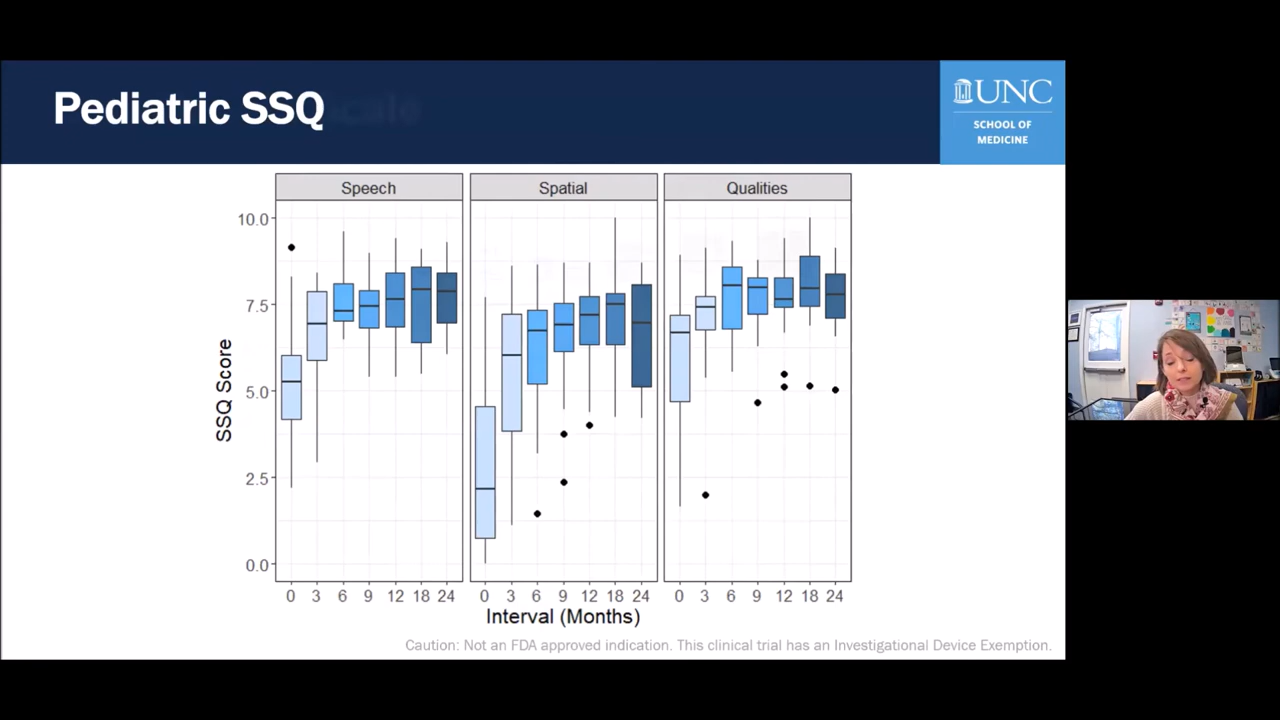 Pediatric SSQ
UNC
SCHOOL OF
MEDICINE
Speech Spatial Qualities
10.0
7.5
5.0
2.5
0.0
SSQ Score
0 3 6 9 12 18 24 0 3 6 9 12 18 24 0 3 6 9 12 18 24
Interval (Months)
Caution: Not an FDA approved indication. This clinical trial has an Investigational Device Exemption.